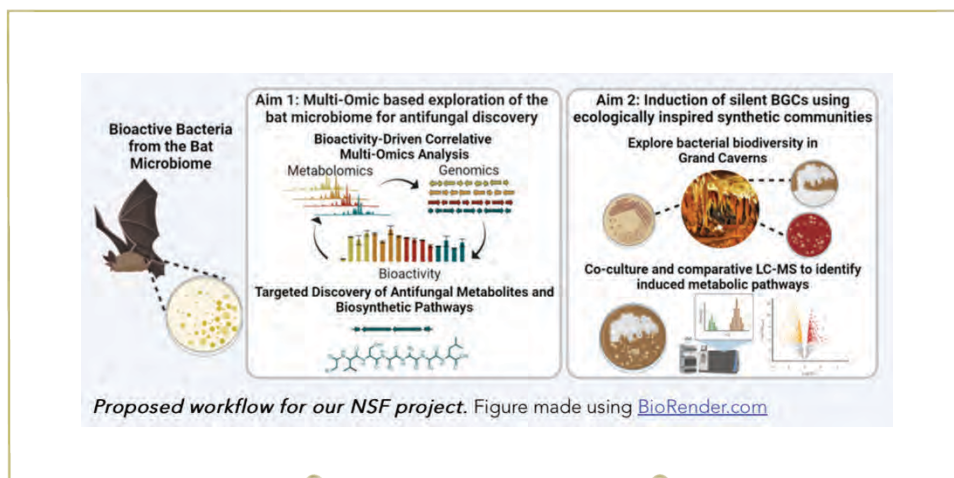 Bioactive Bacteria
from the Bat
Microbiome
Aim 1: Multi-Omic based exploration of the
bat microbiome for antifungal discovery
Bioactivity-Driven Correlative
Multi-Omics Analysis
Metabolomics
Genomics
Bioactivity
Targeted Discovery of Antifungal Metabolites and
Biosynthetic Pathways
Aim 2: Induction of silent BGCs using
ecologically inspired synthetic communities
Explore bacterial biodiversity in
Grand Caverns
Co-culture and comparative LC-MS to identify
induced metabolic pathways
Proposed workflow for our NSF project. Figure made using BioRender.com